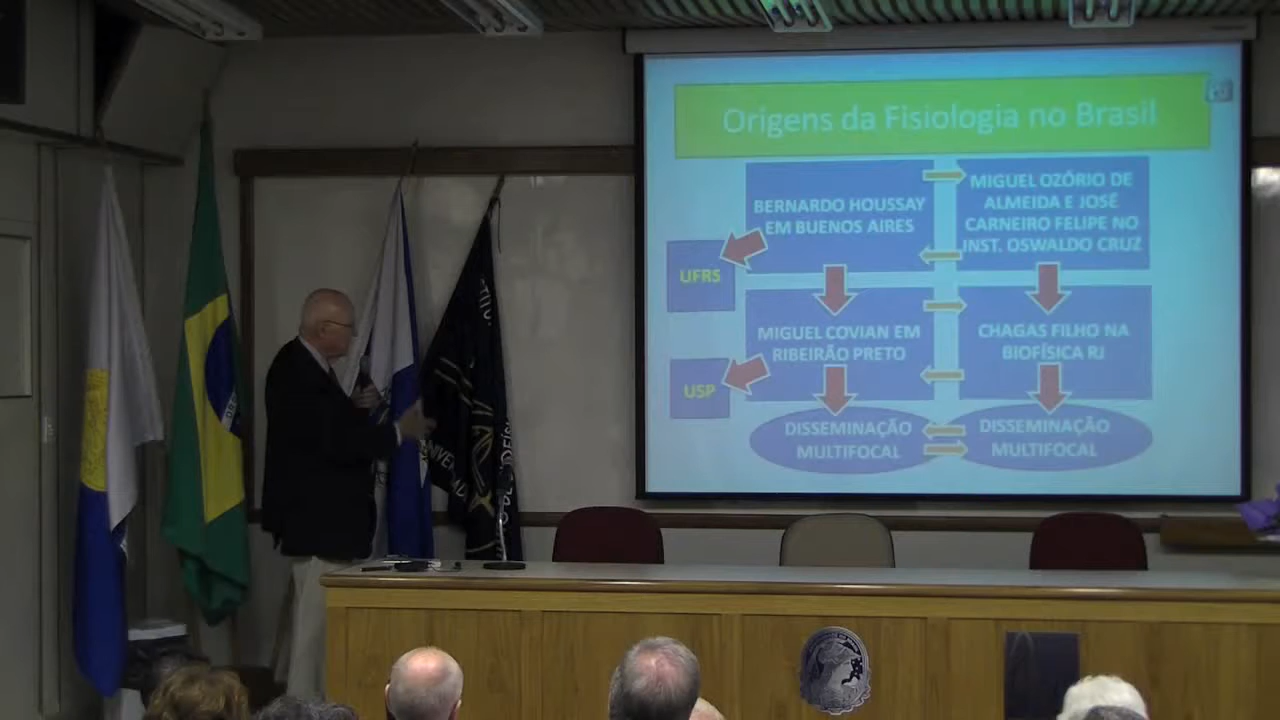 Origens da Fisiologia no Brasil
BERNARDO HOUSSAY
EM BUENOS AIRES
MIGUEL OZÓRIO DE
ALMEIDA E JOSÉ
CARNEIRO FELIPE NO
INST. OSWALDO CRUZ
UFRS
MIGUEL COVIAN EM
RIBEIRÃO PRETO
CHAGAS FILHO NA
BIOFÍSICA RJ
USP
DISSEMINAÇÃO
MULTIFOCAL
DISSEMINAÇÃO
MULTIFOCAL